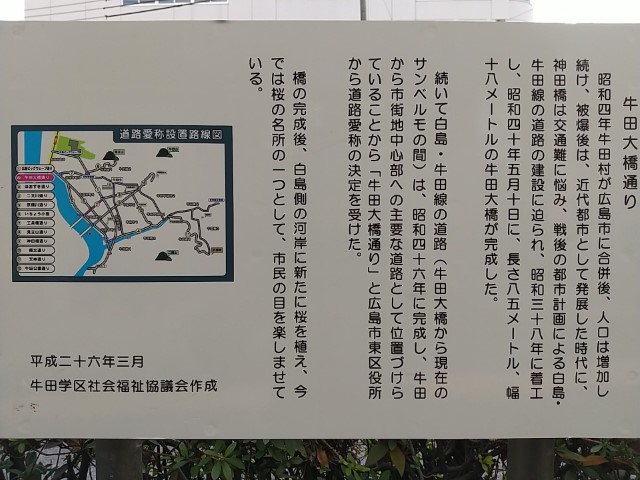 牛田大橋通り
昭和四年牛田村が広島市に合併後、人口は増加し
続け、被爆後は、近代都市として発展した時代に、
神田橋は交通難に悩み、戦後の都市計画による白島・
牛田線の道路の建設に迫られ、昭和三十八年に着工
し、昭和四十年五月十日に、長さ八五メートル、幅
十八メートルの牛田大橋が完成した。
続いて白島・牛田線の道路（牛田大橋から現在の
サンベルモの間）は、昭和四十六年に完成し、牛田
から市街地中心部への主要な道路として位置づけら
ていることから「牛田大橋通り」と広島市東区役所
から道路愛称の決定を受けた。
橋の完成後、白島側の河岸に新たに桜を植え、今
では桜の名所の一つとして、市民の目を楽しませて
いる。
道路愛称設置路線図
平成二十六年三月
牛田学区社会福祉協議会作成